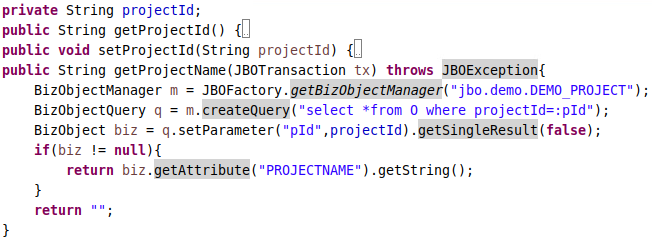 private String projectId;
public String getProjectId() {..
public void setProjectId(String projectId) {..
public String getProjectName(JBOTransaction tx) throws JBOException{
    BizObjectManager m = JBOFactory.getBizObjectManager("jbo.demo.DEMO_PROJECT");
    BizObjectQuery q = m.createQuery("select *from O where projectId=:pId");
    BizObject biz = q.setParameter("pId",projectId).getSingleResult(false);
    if(biz != null){
        return biz.getAttribute("PROJECTNAME").getString();
    }
    return "";
}